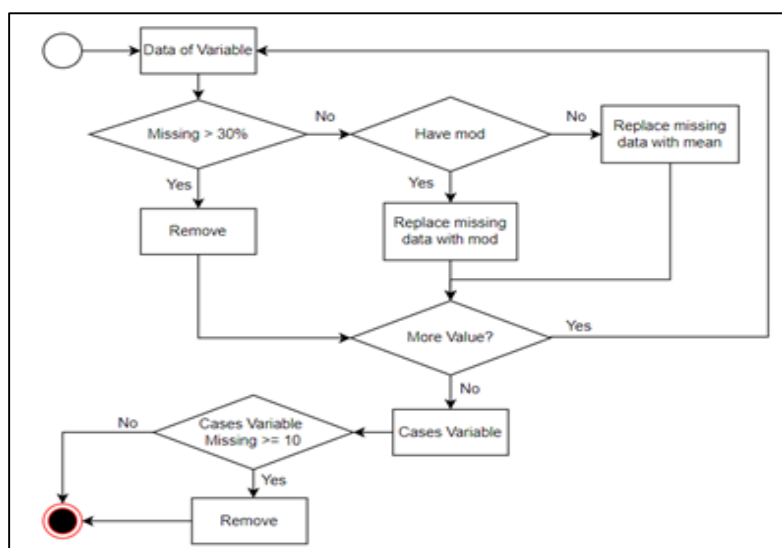 Data of Variable
Missing > 30%
No
Have mod
No
Replace missing
data with mean
Yes
Yes
Remove
Replace missing
data with mod
More Value?
Yes
No
Cases Variable
Cases Variable
Missing >= 10
No
Yes
Remove